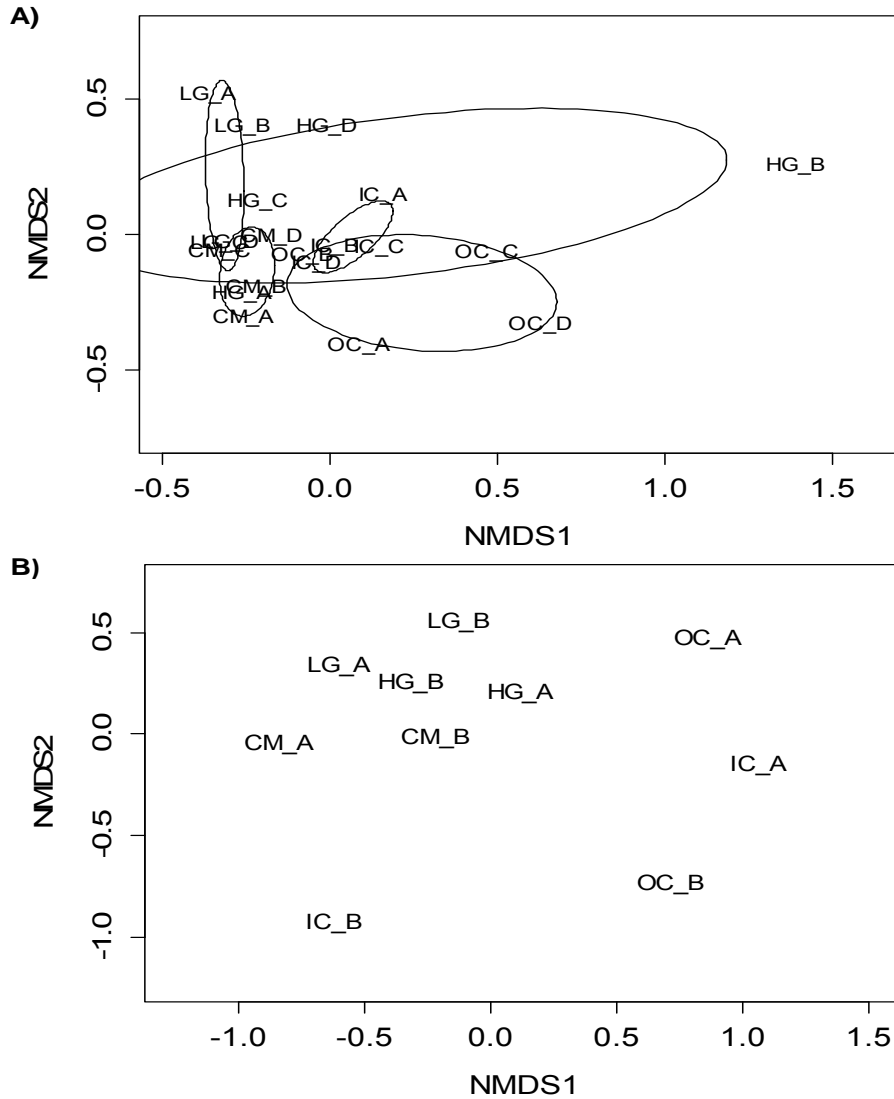 A)
LG_A
LG_B HG_D
HG_B
HG_C IC_A
CM_D
CM_C OC_B IC_B IC_C OC_C
IC_D
CM_B
HG_A
CM_A OC_D
OC_A
0.5
0.0
-0.5
NMDS2
-0.5 0.0 0.5 1.0 1.5
NMDS1
B)
LG_B OC_A
LG_A
HG_B HG_A
CM_A CM_B
IC_A
OC_B
IC_B
0.5
0.0
-0.5
-1.0
NMDS2
-1.0 -0.5 0.0 0.5 1.0 1.5
NMDS1